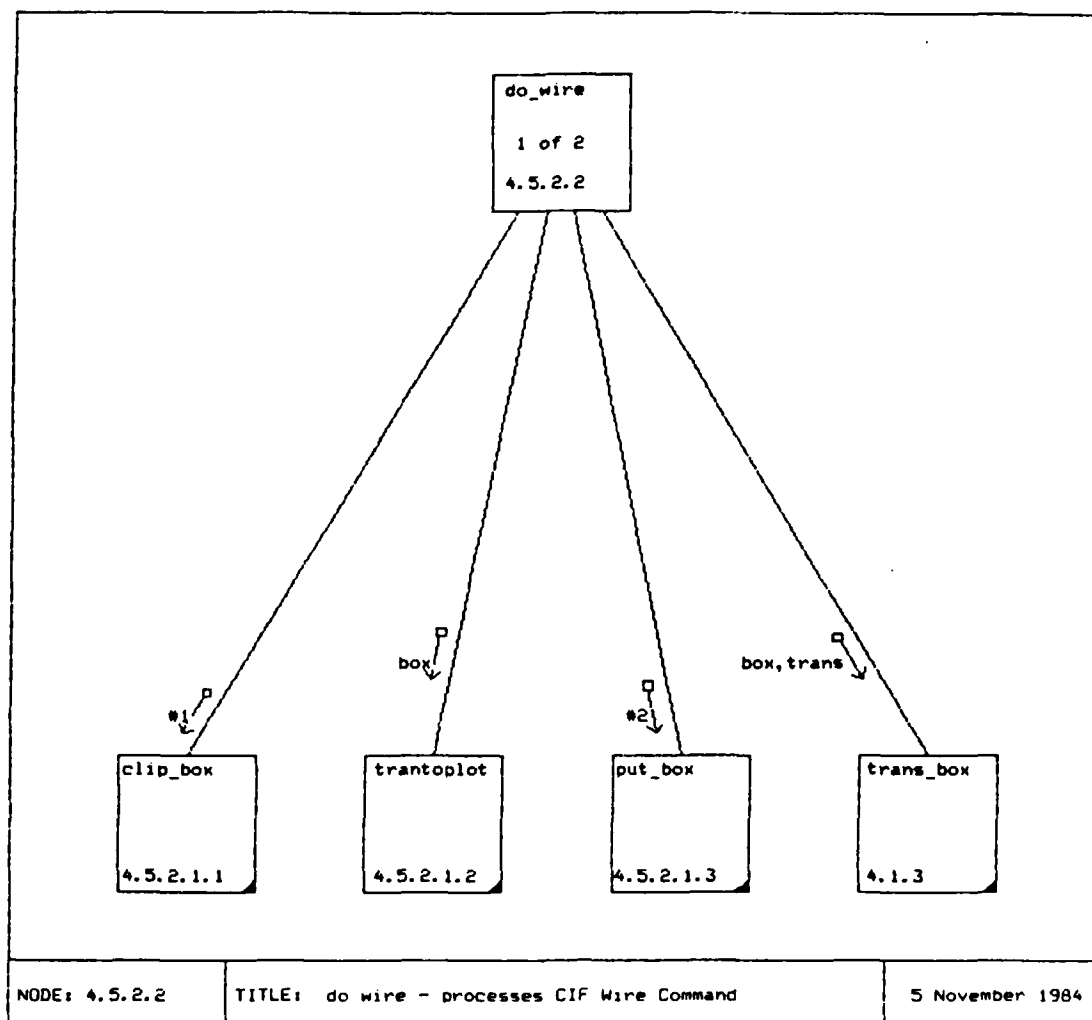 do_wire
1 of 2
4.5.2.2
box
box,trans
#1
#2
clip_box
trantoplot
put_box
trans_box
4.5.2.1.1
4.5.2.1.2
4.5.2.1.3
4.1.3
NODE: 4.5.2.2
TITLE: do wire - processes CIF Wire Command
5 November 1984